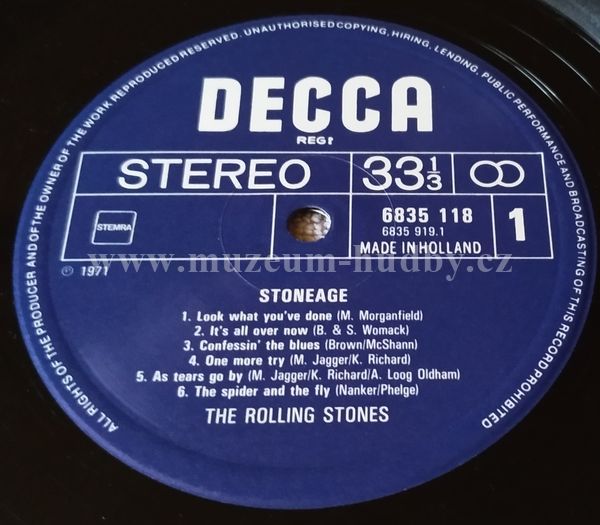 ALL RIGHTS OF THE PRODUCER AND OF THE OWNER OF THE WORK REPRODUCED RESERVED. UNAUTHORISED COPYING, HIRING, LENDING, PUBLIC PERFORMANCE AND BROADCASTING OF THIS RECORD PROHIBITED
DECCA
REGD
STEREO 33 1/3
STEMRA
6835 118
6835 919.1
MADE IN HOLLAND
1
℗ 1971
www.muzeum-hudby.cz
STONEAGE
1. Look what you've done (M. Morganfield)
2. It's all over now (B. & S. Womack)
3. Confessin' the blues (Brown/McShann)
4. One more try (M. Jagger/K. Richard)
5. As tears go by (M. Jagger/K. Richard/A. Loog Oldham)
6. The spider and the fly (Nanker/Phelge)
THE ROLLING STONES